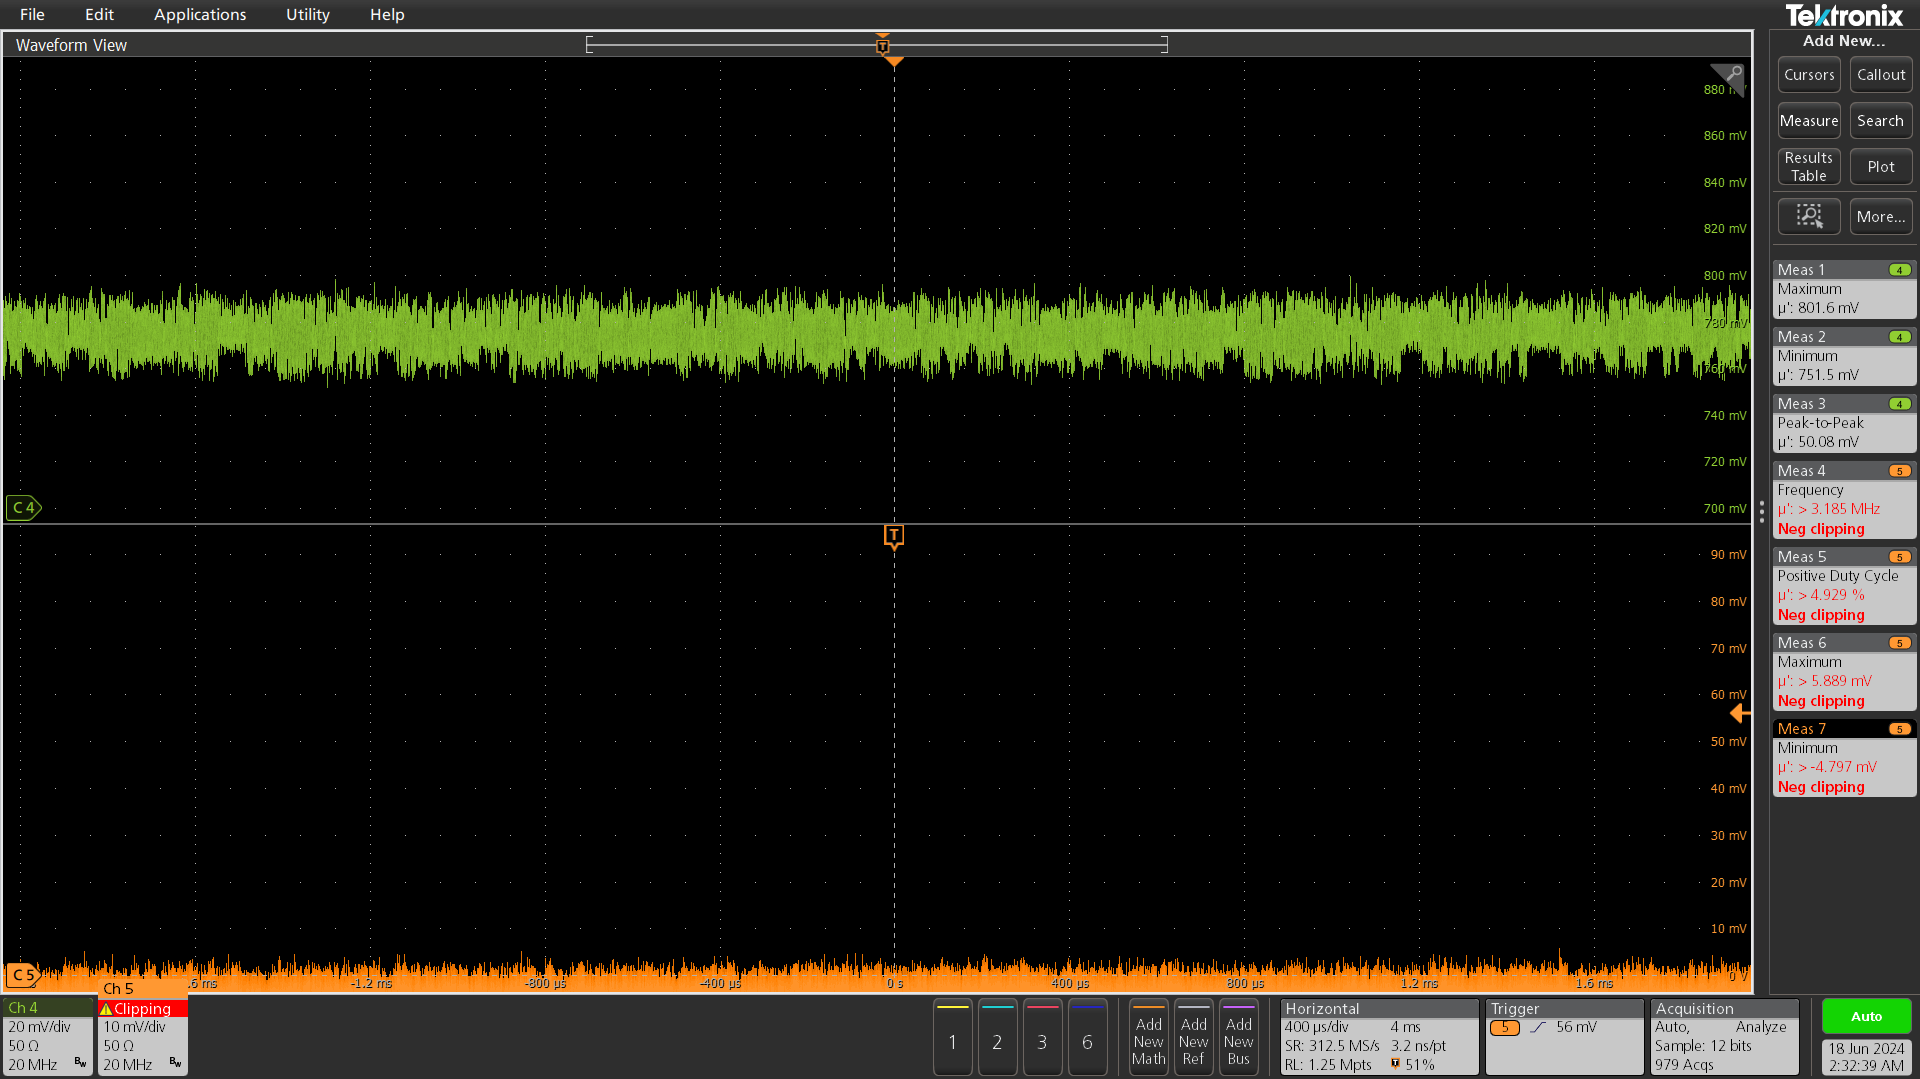 File Edit Applications Utility Help
Tektronix
Waveform View
Add New...
Cursors Callout
Measure Search
Results Table Plot
More...
T
880
860 mV
840 mV
820 mV
800 mV
780 mV
760 mV
740 mV
720 mV
700 mV
C 4
T
90 mV
80 mV
70 mV
60 mV
50 mV
40 mV
30 mV
20 mV
10 mV
0 V
C 5
.6 ms -1.2 ms -800 µs -400 µs 0 s 400 µs 800 µs 1.2 ms 1.6 ms
Meas 1 4
Maximum
µ': 801.6 mV
Meas 2 4
Minimum
µ': 751.5 mV
Meas 3 4
Peak-to-Peak
µ': 50.08 mV
Meas 4 5
Frequency
µ': > 3.185 MHz
Neg clipping
Meas 5 5
Positive Duty Cycle
µ': > 4.929 %
Neg clipping
Meas 6 5
Maximum
µ': > 5.889 mV
Neg clipping
Meas 7 5
Minimum
µ': > -4.797 mV
Neg clipping
Ch 4
20 mV/div
50 Ω
20 MHz Bw
Ch 5
Clipping
10 mV/div
50 Ω
20 MHz Bw
1 2 3 6
Add New Math
Add New Ref
Add New Bus
Horizontal
400 µs/div 4 ms
SR: 312.5 MS/s 3.2 ns/pt
RL: 1.25 Mpts T 51%
Trigger
5 56 mV
Acquisition
Auto, Analyze
Sample: 12 bits
979 Acqs
Auto
18 Jun 2024
2:32:39 AM